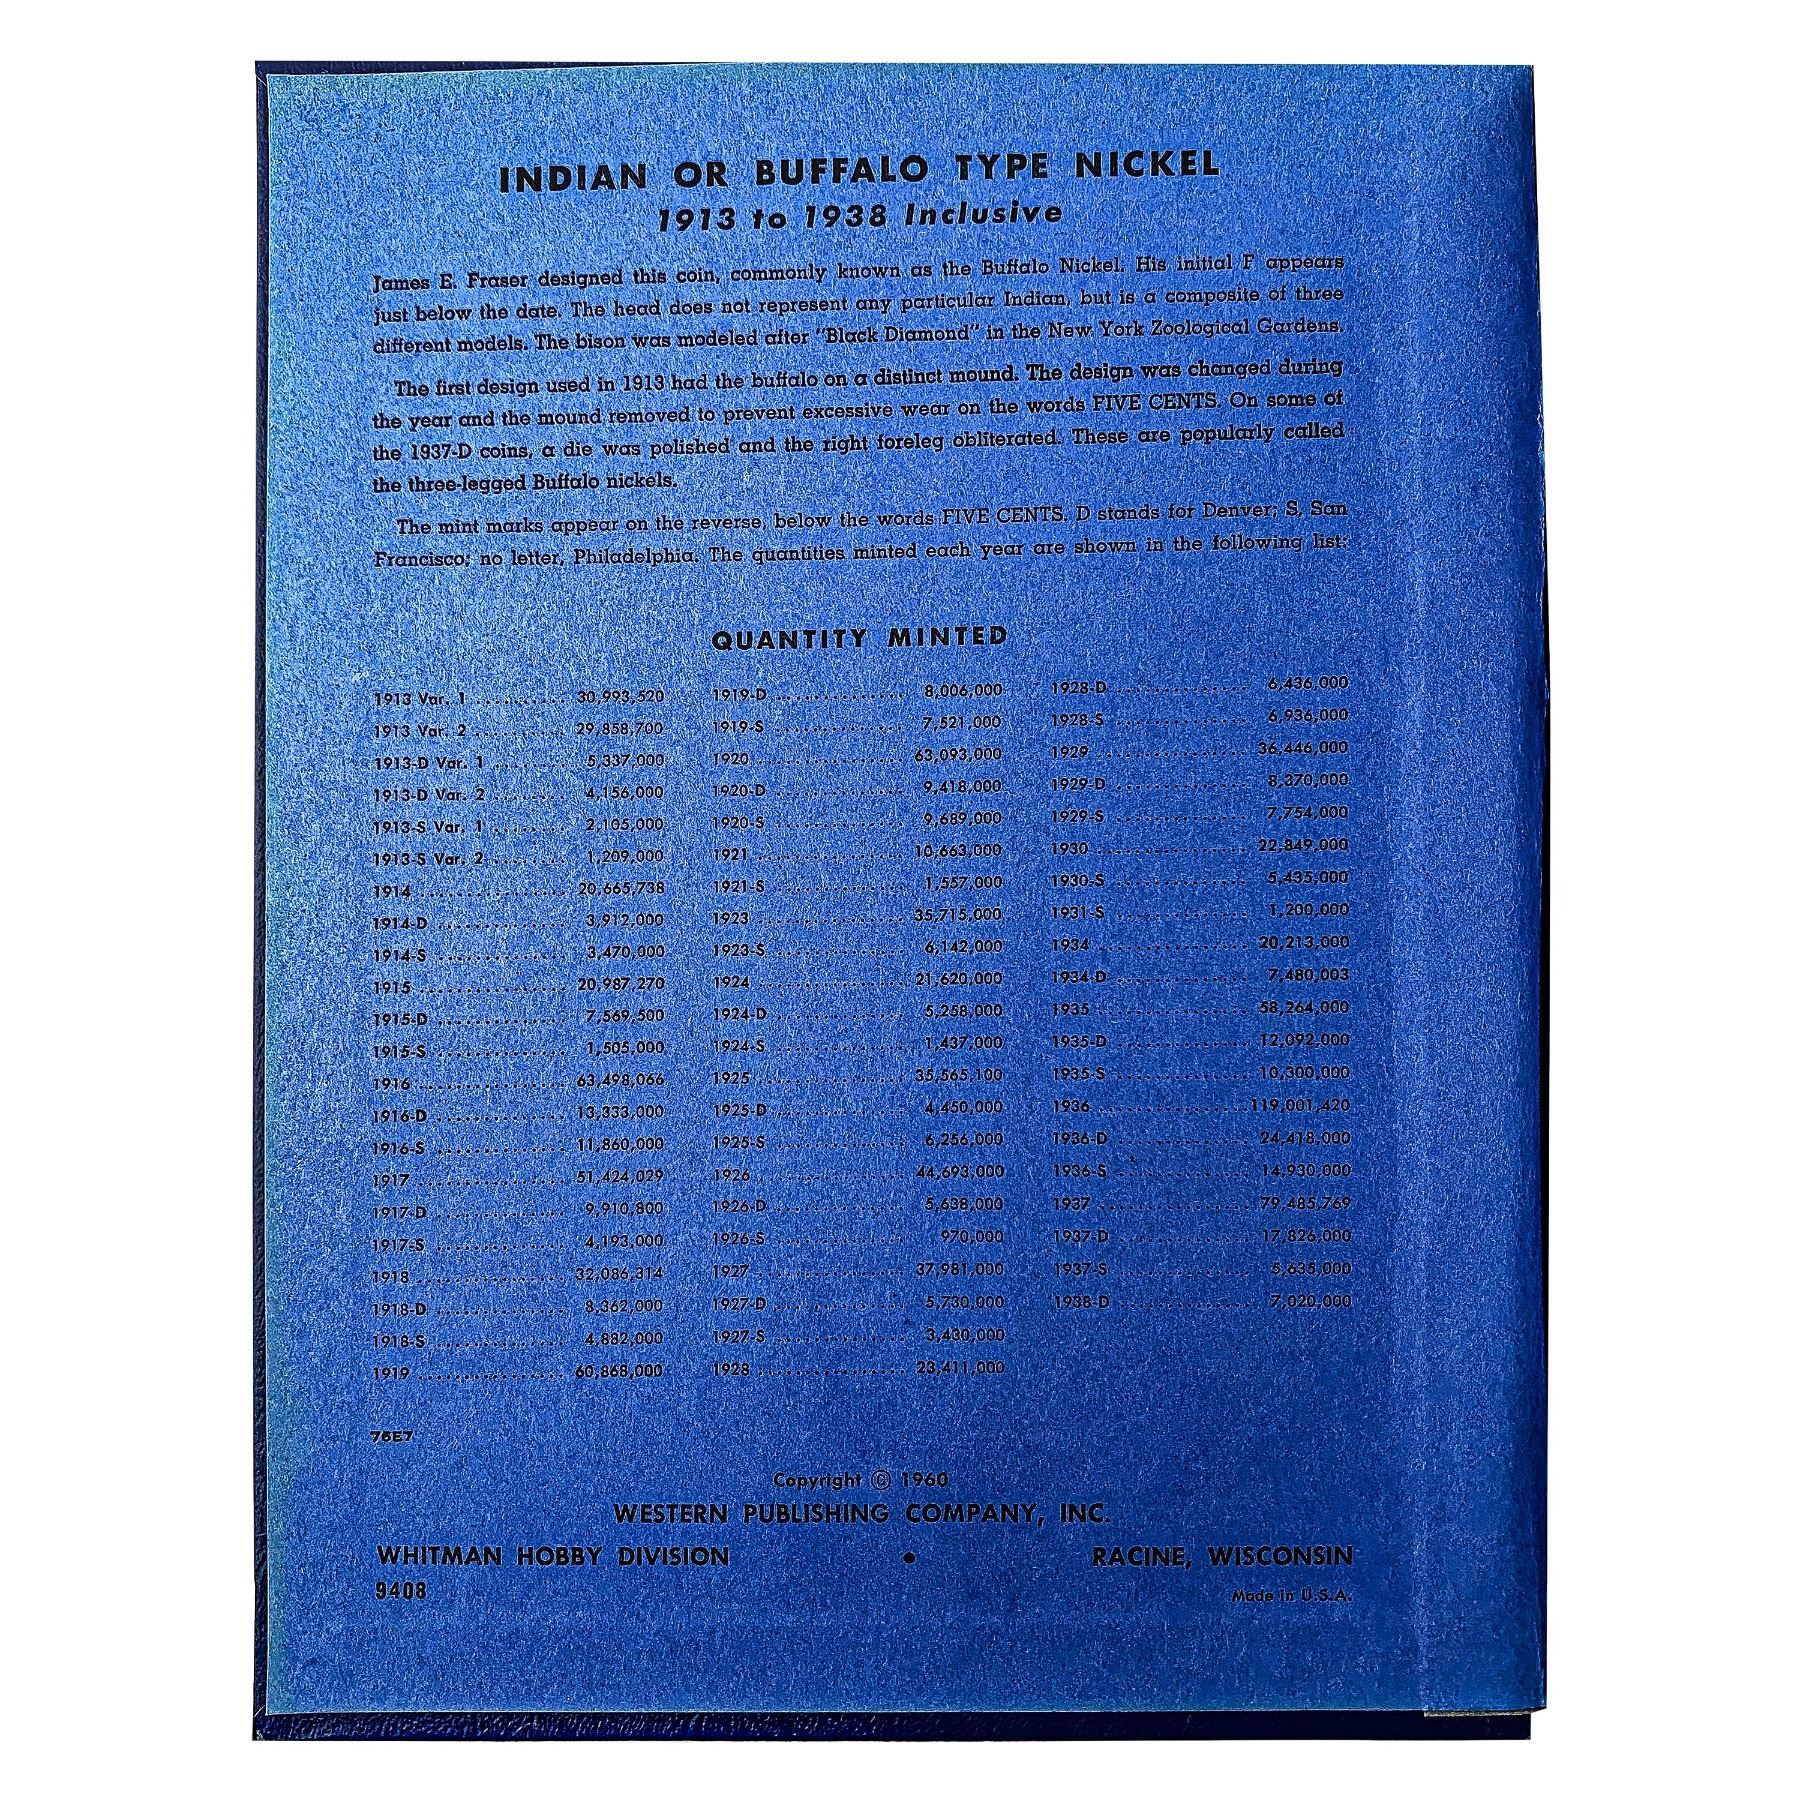 INDIAN OR BUFFALO TYPE NICKEL
1913 to 1938 Inclusive
James E. Fraser designed this coin, commonly known as the Buffalo Nickel. His initial F appears
just below the date. The head does not represent any particular Indian, but is a composite of three
different models. The bison was modeled after "Black Diamond" in the New York Zoological Gardens.
The first design used in 1913 had the buffalo on a distinct mound. The design was changed during
the year and the mound removed to prevent excessive wear on the words FIVE CENTS. On some of
the 1937-D coins, a die was polished and the right foreleg obliterated. These are popularly called
the three-legged Buffalo nickels.
The mint marks appear on the reverse, below the words FIVE CENTS. D stands for Denver; S, San
Francisco; no letter, Philadelphia. The quantities minted each year are shown in the following list:
QUANTITY MINTED
1913 Var. 1 .......... 30,993,520
1913 Var. 2 .......... 29,858,700
1913-D Var. 1 ........ 5,337,000
1913-D Var. 2 ........ 4,156,000
1913-S Var. 1 ........ 2,105,000
1913-S Var. 2 ........ 1,209,000
1914 ................ 20,665,738
1914-D .............. 3,912,000
1914-S .............. 3,470,000
1915 ................ 20,987,270
1915-D .............. 7,569,500
1915-S .............. 1,505,000
1916 ................ 63,498,066
1916-D .............. 13,333,000
1916-S .............. 11,860,000
1917 ................ 51,424,029
1917-D .............. 9,910,800
1917-S .............. 4,193,000
1918 ................ 32,086,314
1918-D .............. 8,362,000
1918-S .............. 4,882,000
1919 ................ 60,868,000
1919-D .............. 8,006,000
1919-S .............. 7,521,000
1920 ................ 63,093,000
1920-D .............. 9,418,000
1920-S .............. 9,689,000
1921 ................ 10,663,000
1921-S .............. 1,557,000
1923 ................ 35,715,000
1923-S .............. 6,142,000
1924 ................ 21,620,000
1924-D .............. 5,258,000
1924-S .............. 1,437,000
1925 ................ 35,565,100
1925-D .............. 4,450,000
1925-S .............. 6,256,000
1926 ................ 44,693,000
1926-D .............. 5,638,000
1926-S .............. 970,000
1927 ................ 37,981,000
1927-D .............. 5,730,000
1927-S .............. 3,430,000
1928 ................ 23,411,000
1928-D .............. 6,436,000
1928-S .............. 6,936,000
1929 ................ 36,446,000
1929-D .............. 8,370,000
1929-S .............. 7,754,000
1930 ................ 22,849,000
1930-S .............. 5,435,000
1931-S .............. 1,200,000
1934 ................ 20,213,000
1934-D .............. 7,480,003
1935 ................ 58,264,000
1935-D .............. 12,092,000
1935-S .............. 10,300,000
1936 ................ 119,001,420
1936-D .............. 24,418,000
1936-S .............. 14,930,000
1937 ................ 79,485,769
1937-D .............. 17,826,000
1937-S .............. 5,635,000
1938-D .............. 7,020,000
76E7
Copyright © 1960
WESTERN PUBLISHING COMPANY, INC.
WHITMAN HOBBY DIVISION • RACINE, WISCONSIN
9408 Made in U.S.A.